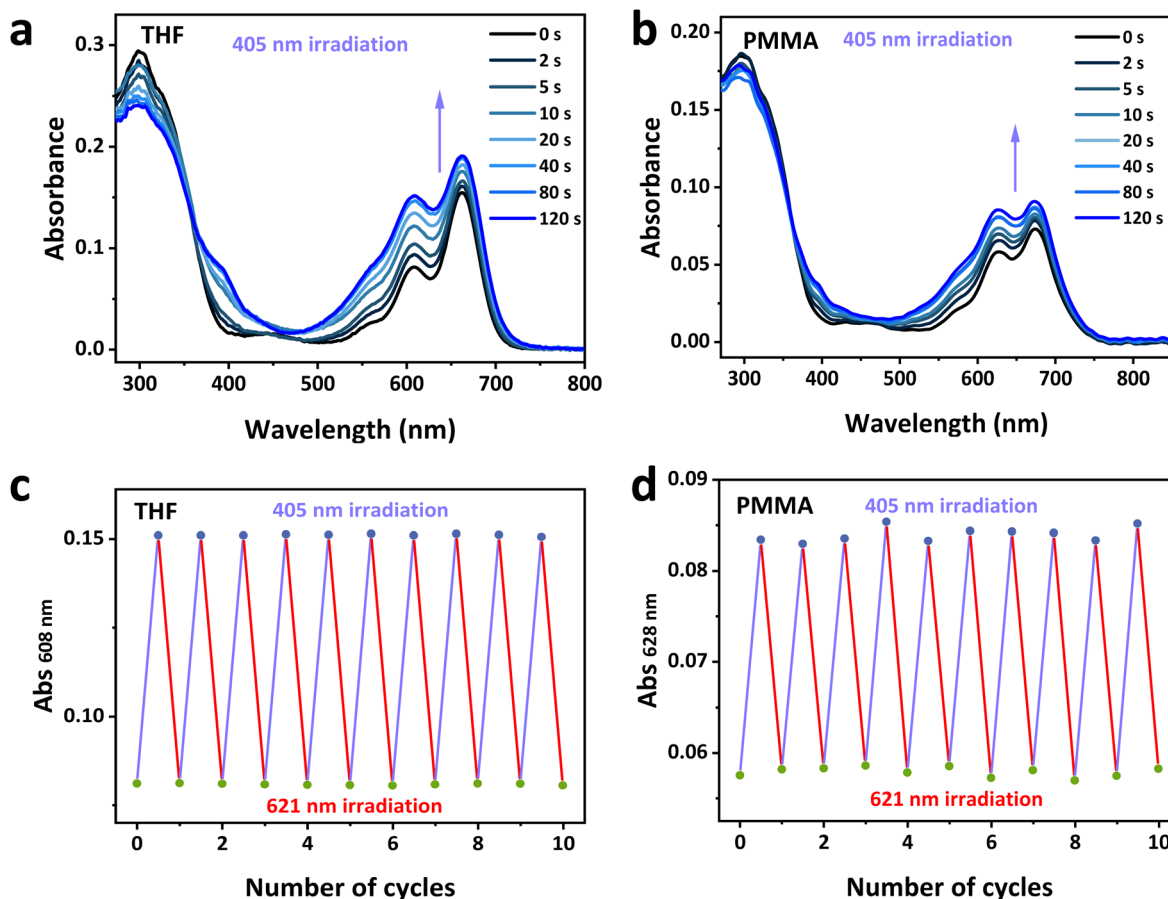 a
THF
405 nm irradiation
0 s
2 s
5 s
10 s
20 s
40 s
80 s
120 s
0.3
0.2
0.1
0.0
Absorbance
300 400 500 600 700 800
Wavelength (nm)
b
PMMA
405 nm irradiation
0 s
2 s
5 s
10 s
20 s
40 s
80 s
120 s
0.20
0.15
0.10
0.05
0.00
Absorbance
300 400 500 600 700 800
Wavelength (nm)
c
THF
405 nm irradiation
0.15
0.10
Abs 608 nm
621 nm irradiation
0 2 4 6 8 10
Number of cycles
d
PMMA
405 nm irradiation
0.09
0.08
0.07
0.06
Abs 628 nm
621 nm irradiation
0 2 4 6 8 10
Number of cycles